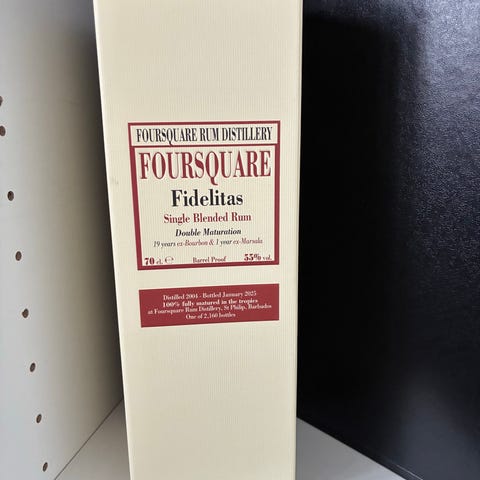 FOURSQUARE RUM DISTILLERY
FOURSQUARE
Fidelitas
Single Blended Rum
Double Maturation
19 years ex-Bourbon & 1 year ex-Marsala
70 cl. ℮ Barrel Proof 55% vol.
Distilled 2004 - Bottled January 2025
100% fully matured in the tropics
at Foursquare Rum Distillery, St Philip, Barbados
One of 2,160 bottles